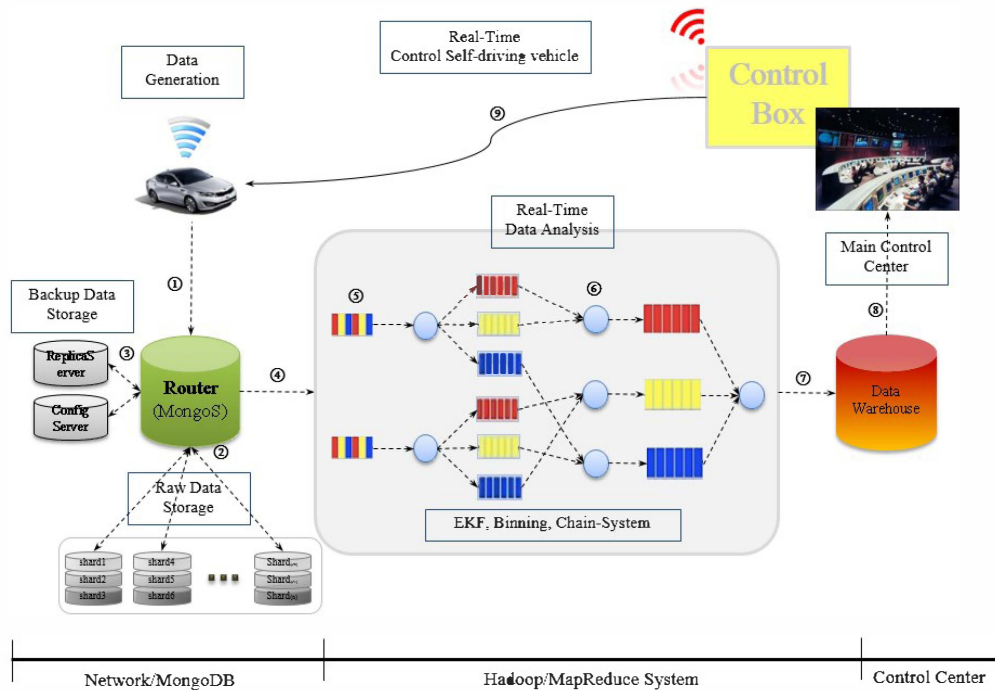 Real-Time
Control Self-driving vehicle
Control
Box
Data
Generation
⑨
Real-Time
Data Analysis
Main Control
Center
①
Backup Data
Storage
⑤
⑥
⑧
ReplicaS
erver
③
Router
(MongoS)
④
⑦
Data
Warehouse
Config
Server
②
Raw Data
Storage
EKF, Binning, Chain-System
shard1
shard2
shard3
shard4
shard5
shard6
Shard
Shard
Shard
Network/MongoDB
Hadoop/MapReduce System
Control Center